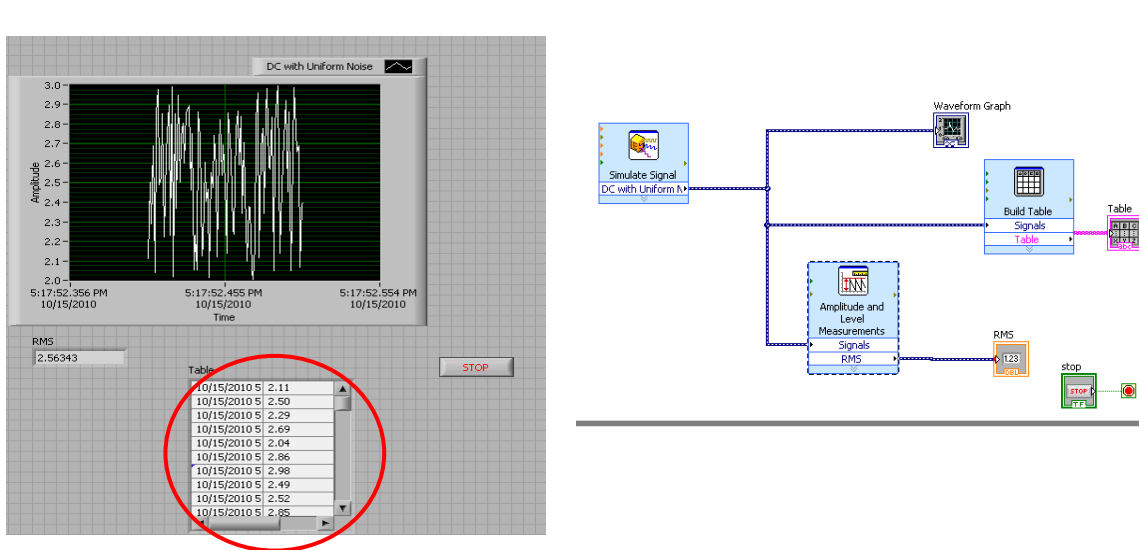 DC with Uniform Noise
3.0
2.9
2.8
2.7
2.6
2.5
2.4
2.3
2.2
2.1
2.0
Amplitude
5:17:52.356 PM
10/15/2010
5:17:52.455 PM
10/15/2010
5:17:52.554 PM
10/15/2010
Time
RMS
2.56343
STOP
Table
10/15/2010 5 2.11
10/15/2010 5 2.50
10/15/2010 5 2.29
10/15/2010 5 2.69
10/15/2010 5 2.04
10/15/2010 5 2.86
10/15/2010 5 2.98
10/15/2010 5 2.49
10/15/2010 5 2.52
10/15/2010 5 2.85
Waveform Graph
Simulate Signal
DC with Uniform N
Build Table
Signals
Table
Table
Amplitude and
Level
Measurements
Signals
RMS
RMS
1.23
DBL
stop
STOP
TF